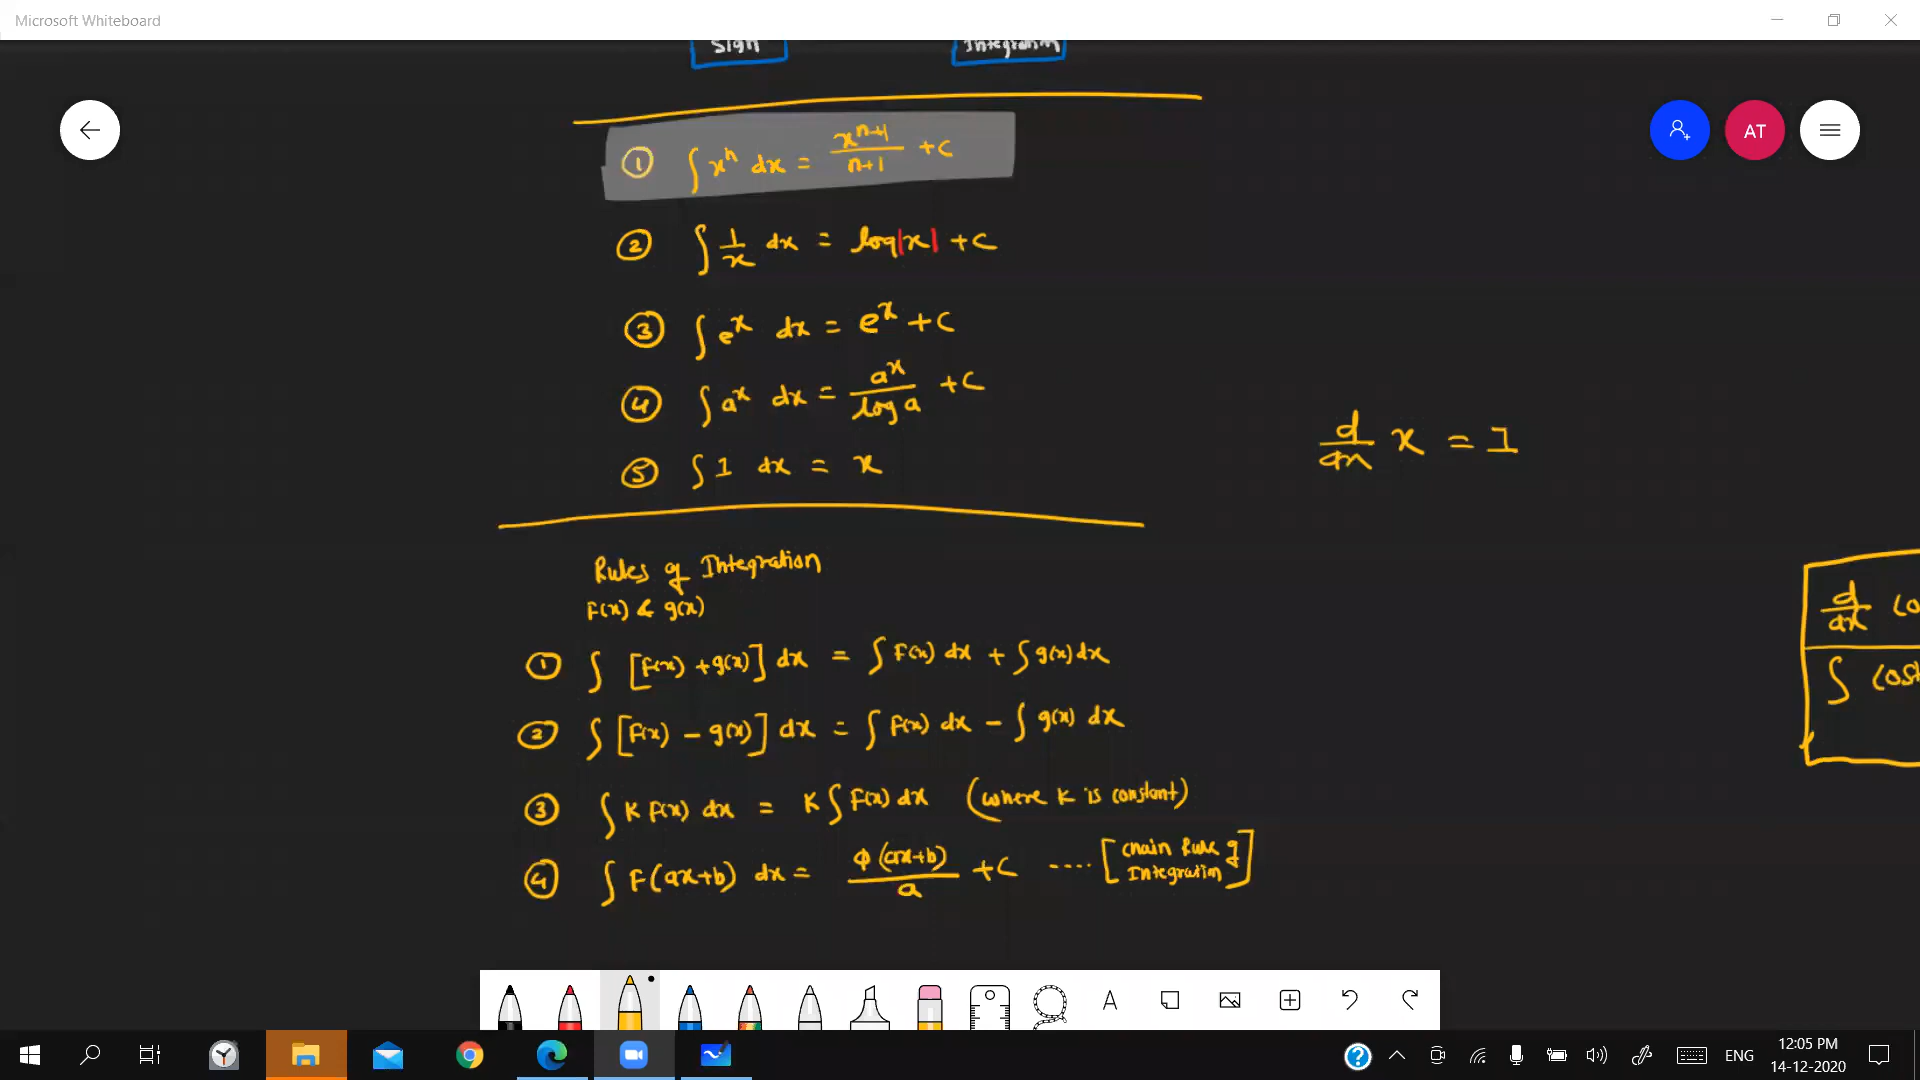 Microsoft Whiteboard
Sign Integration
① ∫ xⁿ dx = xⁿ⁺¹/n+1 +c
AT
② ∫ 1/x dx = log|x| +c
③ ∫ eˣ dx = eˣ +c
④ ∫ aˣ dx = aˣ/log a +c
d/dx x = 1
⑤ ∫ 1 dx = x
Rules of Integration
F(x) & g(x)
d/dx
① ∫ [F(x) +g(x)] dx = ∫ F(x) dx + ∫ g(x) dx
∫
② ∫ [F(x) - g(x)] dx = ∫ F(x) dx - ∫ g(x) dx
③ ∫ K F(x) dx = K ∫ F(x) dx (where K is constant)
④ ∫ F(ax+b) dx = Φ(ax+b)/a +c .... [Chain Rule of Integration]
A
ENG
12:05 PM
14-12-2020